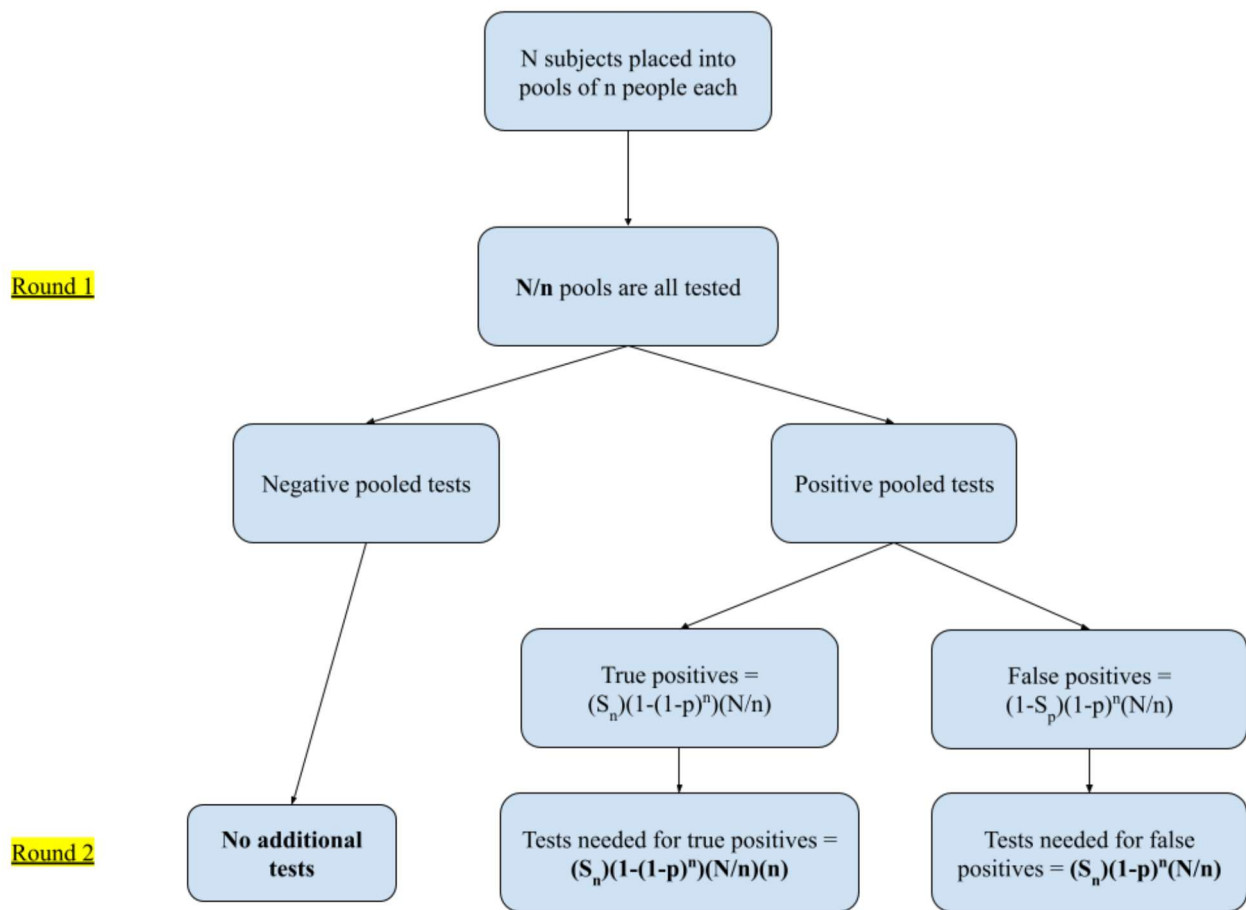 N subjects placed into
pools of n people each
Round 1
N/n pools are all tested
Negative pooled tests
Positive pooled tests
True positives =
(Sₙ)(1-(1-p)ⁿ)(N/n)
False positives =
(1-Sₚ)(1-p)ⁿ(N/n)
Round 2
No additional
tests
Tests needed for true positives =
(Sₙ)(1-(1-p)ⁿ)(N/n)(n)
Tests needed for false
positives = (Sₙ)(1-p)ⁿ(N/n)